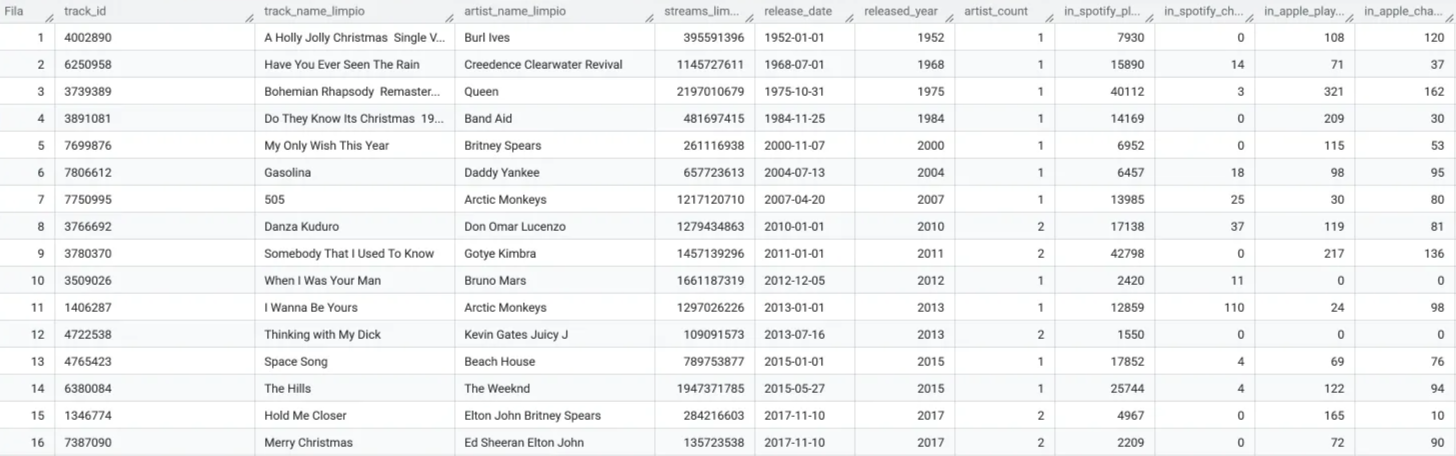 Fila track_id track_name_limpio artist_name_limpio streams_lim... release_date released_year artist_count in_spotify_pl... in_spotify_ch... in_apple_play... in_apple_cha...
1 4002890 A Holly Jolly Christmas Single V... Burl Ives 395591396 1952-01-01 1952 1 7930 0 108 120
2 6250958 Have You Ever Seen The Rain Creedence Clearwater Revival 1145727611 1968-07-01 1968 1 15890 14 71 37
3 3739389 Bohemian Rhapsody Remaster... Queen 2197010679 1975-10-31 1975 1 40112 3 321 162
4 3891081 Do They Know Its Christmas 19... Band Aid 481697415 1984-11-25 1984 1 14169 0 209 30
5 7699876 My Only Wish This Year Britney Spears 261116938 2000-11-07 2000 1 6952 0 115 53
6 7806612 Gasolina Daddy Yankee 657723613 2004-07-13 2004 1 6457 18 98 95
7 7750995 505 Arctic Monkeys 1217120710 2007-04-20 2007 1 13985 25 30 80
8 3766692 Danza Kuduro Don Omar Lucenzo 1279434863 2010-01-01 2010 2 17138 37 119 81
9 3780370 Somebody That I Used To Know Gotye Kimbra 1457139296 2011-01-01 2011 2 42798 0 217 136
10 3509026 When I Was Your Man Bruno Mars 1661187319 2012-12-05 2012 1 2420 11 0 0
11 1406287 I Wanna Be Yours Arctic Monkeys 1297026226 2013-01-01 2013 1 12859 110 24 98
12 4722538 Thinking with My Dick Kevin Gates Juicy J 109091573 2013-07-16 2013 2 1550 0 0 0
13 4765423 Space Song Beach House 789753877 2015-01-01 2015 1 17852 4 69 76
14 6380084 The Hills The Weeknd 1947371785 2015-05-27 2015 1 25744 4 122 94
15 1346774 Hold Me Closer Elton John Britney Spears 284216603 2017-11-10 2017 2 4967 0 165 10
16 7387090 Merry Christmas Ed Sheeran Elton John 135723538 2017-11-10 2017 2 2209 0 72 90